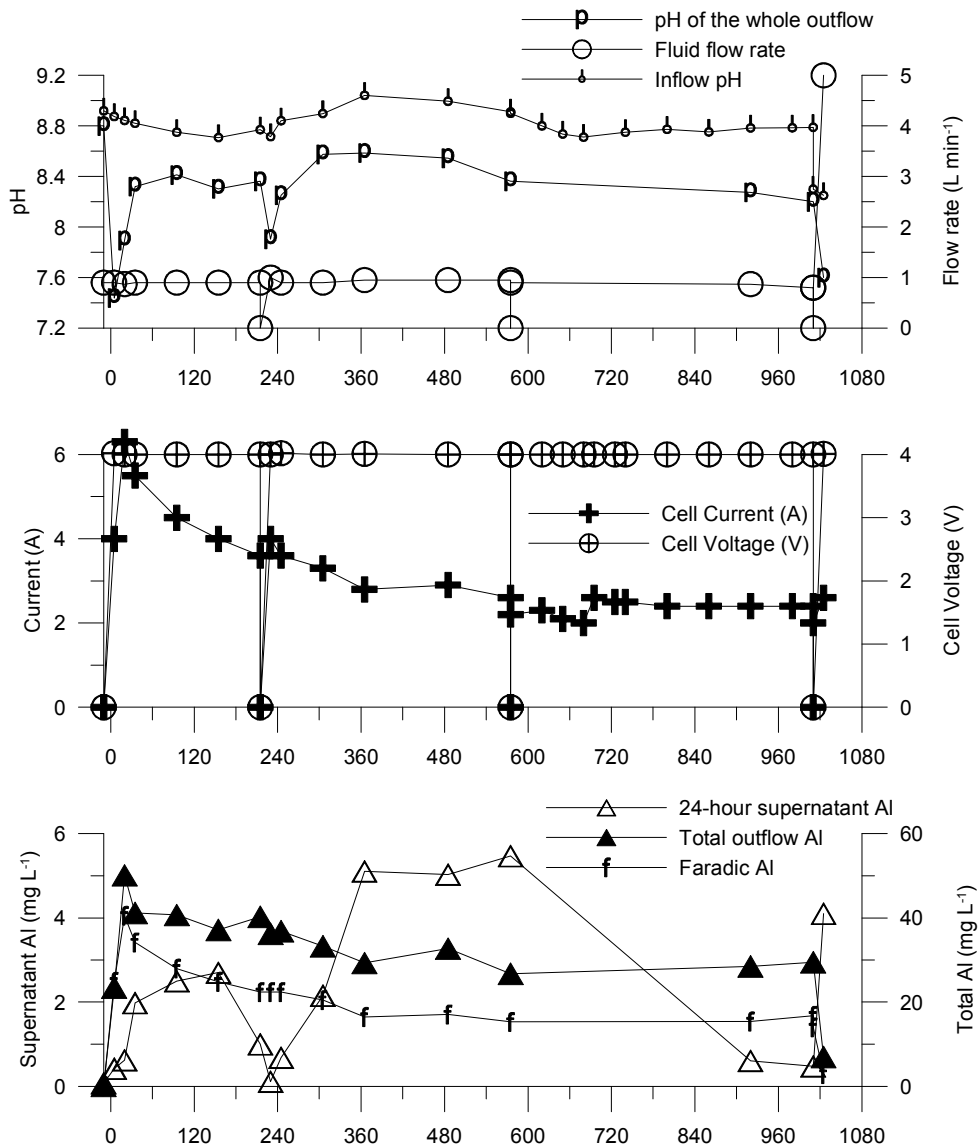 p pH of the whole outflow
Fluid flow rate
Inflow pH
9.2
8.8
8.4
8
7.6
7.2
pH
5
4
3
2
1
0
Flow rate (L min⁻¹)
0 120 240 360 480 600 720 840 960 1080
6
4
2
0
Current (A)
Cell Current (A)
Cell Voltage (V)
4
3
2
1
0
Cell Voltage (V)
0 120 240 360 480 600 720 840 960 1080
24-hour supernatant Al
Total outflow Al
f Faradic Al
6
4
2
0
Supernatant Al (mg L⁻¹)
60
40
20
0
Total Al (mg L⁻¹)
0 120 240 360 480 600 720 840 960 1080